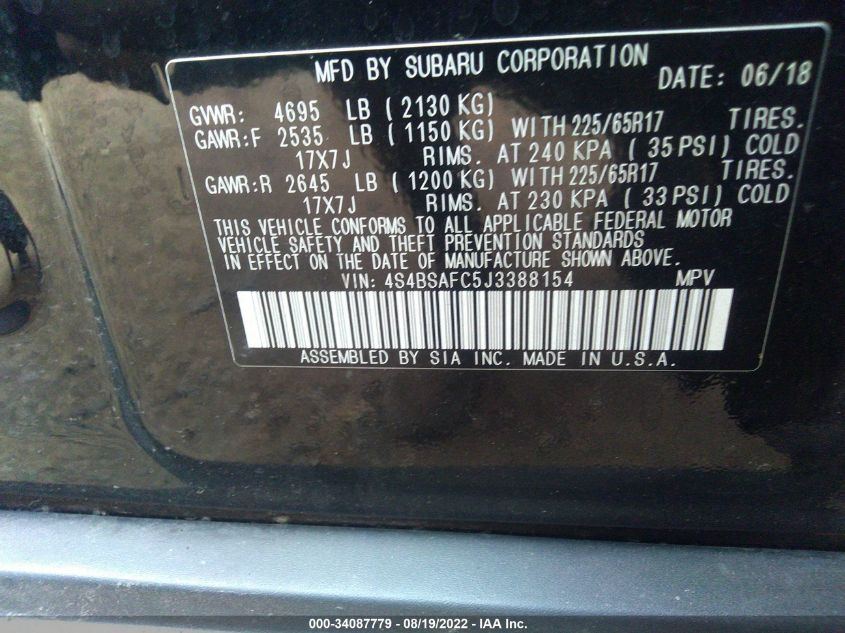 MFD BY SUBARU CORPORATION DATE: 06/18
GVWR: 4695 LB ( 2130 KG)
GAWR:F 2535 LB ( 1150 KG) WITH 225/65R17 TIRES.
17X7J RIMS. AT 240 KPA ( 35 PSI) COLD
GAWR:R 2645 LB ( 1200 KG) WITH 225/65R17 TIRES.
17X7J RIMS. AT 230 KPA ( 33 PSI) COLD
THIS VEHICLE CONFORMS TO ALL APPLICABLE FEDERAL MOTOR
VEHICLE SAFETY AND THEFT PREVENTION STANDARDS
IN EFFECT ON THE DATE OF MANUFACTURE SHOWN ABOVE.
VIN: 4S4BSAFC5J3388154 MPV
ASSEMBLED BY SIA INC. MADE IN U.S.A.
000-34087779 - 08/19/2022 - IAA Inc.